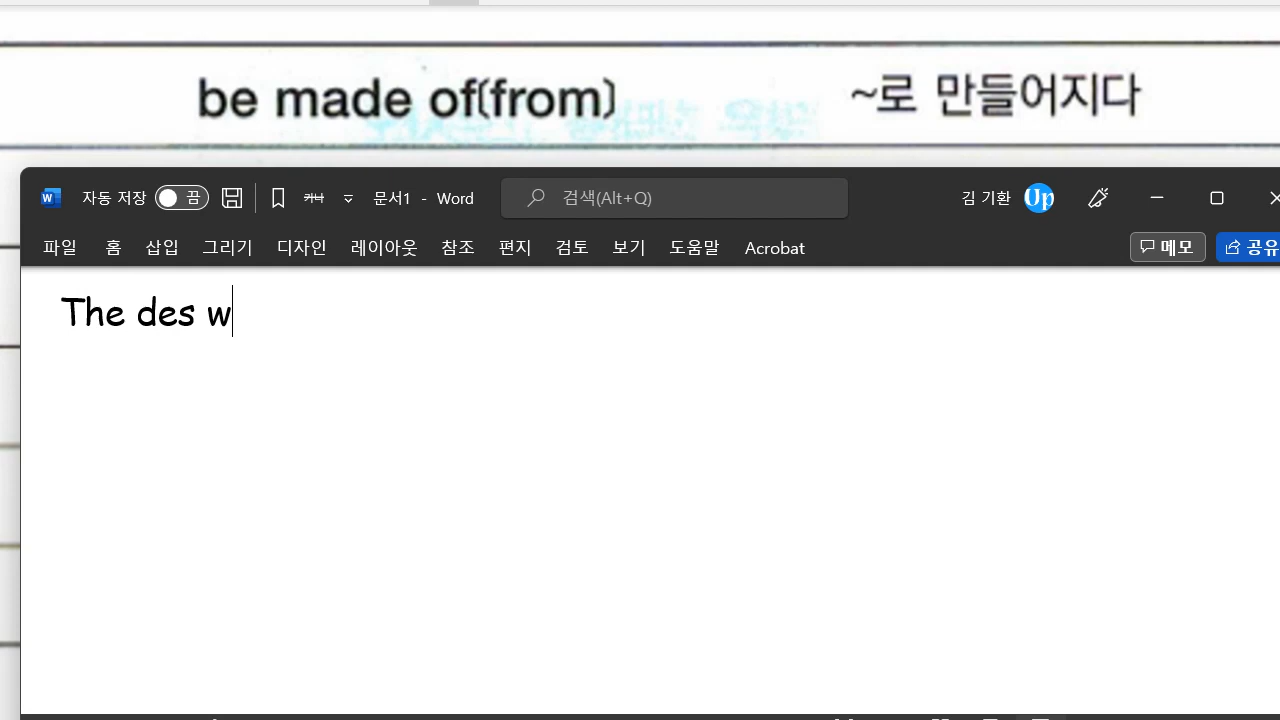 be made of(from) ~로 만들어지다
자동 저장 끔 가나 문서1 - Word 검색(Alt+Q) 김 기환 Up
파일 홈 삽입 그리기 디자인 레이아웃 참조 편지 검토 보기 도움말 Acrobat 메모 공유
The des w